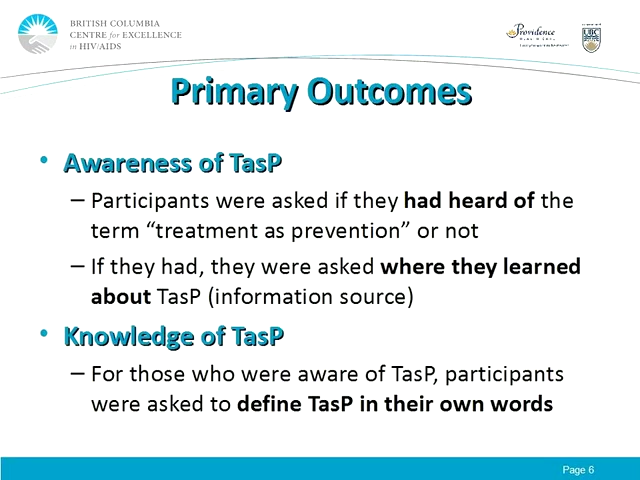 BRITISH COLUMBIA
CENTRE for EXCELLENCE
in HIV/AIDS
Providence
UBC
Primary Outcomes
• Awareness of TasP
– Participants were asked if they had heard of the
term “treatment as prevention” or not
– If they had, they were asked where they learned
about TasP (information source)
• Knowledge of TasP
– For those who were aware of TasP, participants
were asked to define TasP in their own words
Page 6